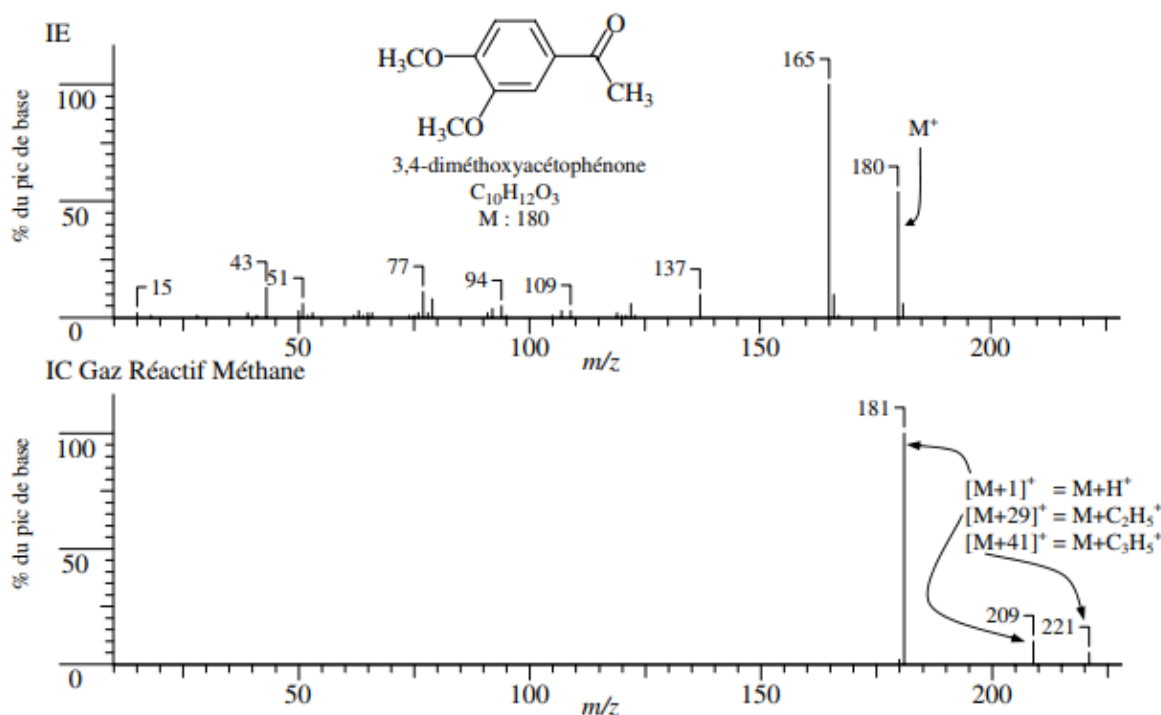 IE
% du pic de base
100
50
0
O
H₃CO
CH₃
H₃CO
3,4-diméthoxyacétophénone
C₁₀H₁₂O₃
M : 180
15
43
51
77
94
109
137
165
180
M⁺
50
100
150
200
m/z
IC Gaz Réactif Méthane
% du pic de base
100
50
0
181
[M+1]⁺ = M+H⁺
[M+29]⁺ = M+C₂H₅⁺
[M+41]⁺ = M+C₃H₅⁺
209
221
50
100
150
200
m/z